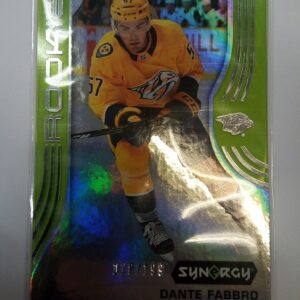 ROOKIE
57
SYNERGY
DANTE FABBRO